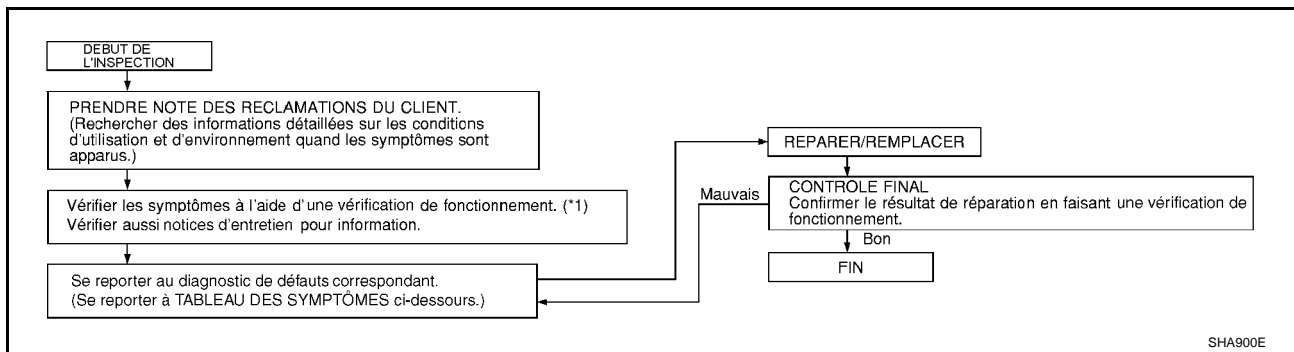 DEBUT DE
L'INSPECTION
PRENDRE NOTE DES RECLAMATIONS DU CLIENT.
(Rechercher des informations détaillées sur les conditions
d'utilisation et d'environnement quand les symptômes sont
apparus.)
Vérifier les symptômes à l'aide d'une vérification de fonctionnement. (*1)
Vérifier aussi notices d'entretien pour information.
Se reporter au diagnostic de défauts correspondant.
(Se reporter à TABLEAU DES SYMPTÔMES ci-dessours.)
REPARER/REMPLACER
Mauvais
CONTROLE FINAL
Confirmer le résultat de réparation en faisant une vérification de
fonctionnement.
Bon
FIN
SHA900E